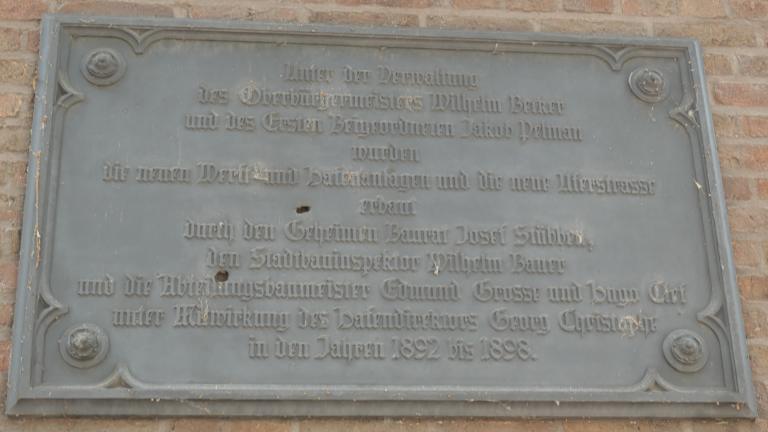 Unter der Verwaltung
des Oberbürgermeisters Wilhelm Becker
und des Ersten Beigeordneten Jakob Pelman
wurden
die neuen Werft- und Hafenanlagen und die neue Uferstrasse
erbaut
durch den Geheimen Baurat Josef Stübben,
den Stadtbauinspektor Wilhelm Bauer
und die Abteilungsbaumeister Edmund Grosse und Hugo
unter Mitwirkung des Hafendirektors Georg Christophe
in den Jahren 1892 bis 1898.